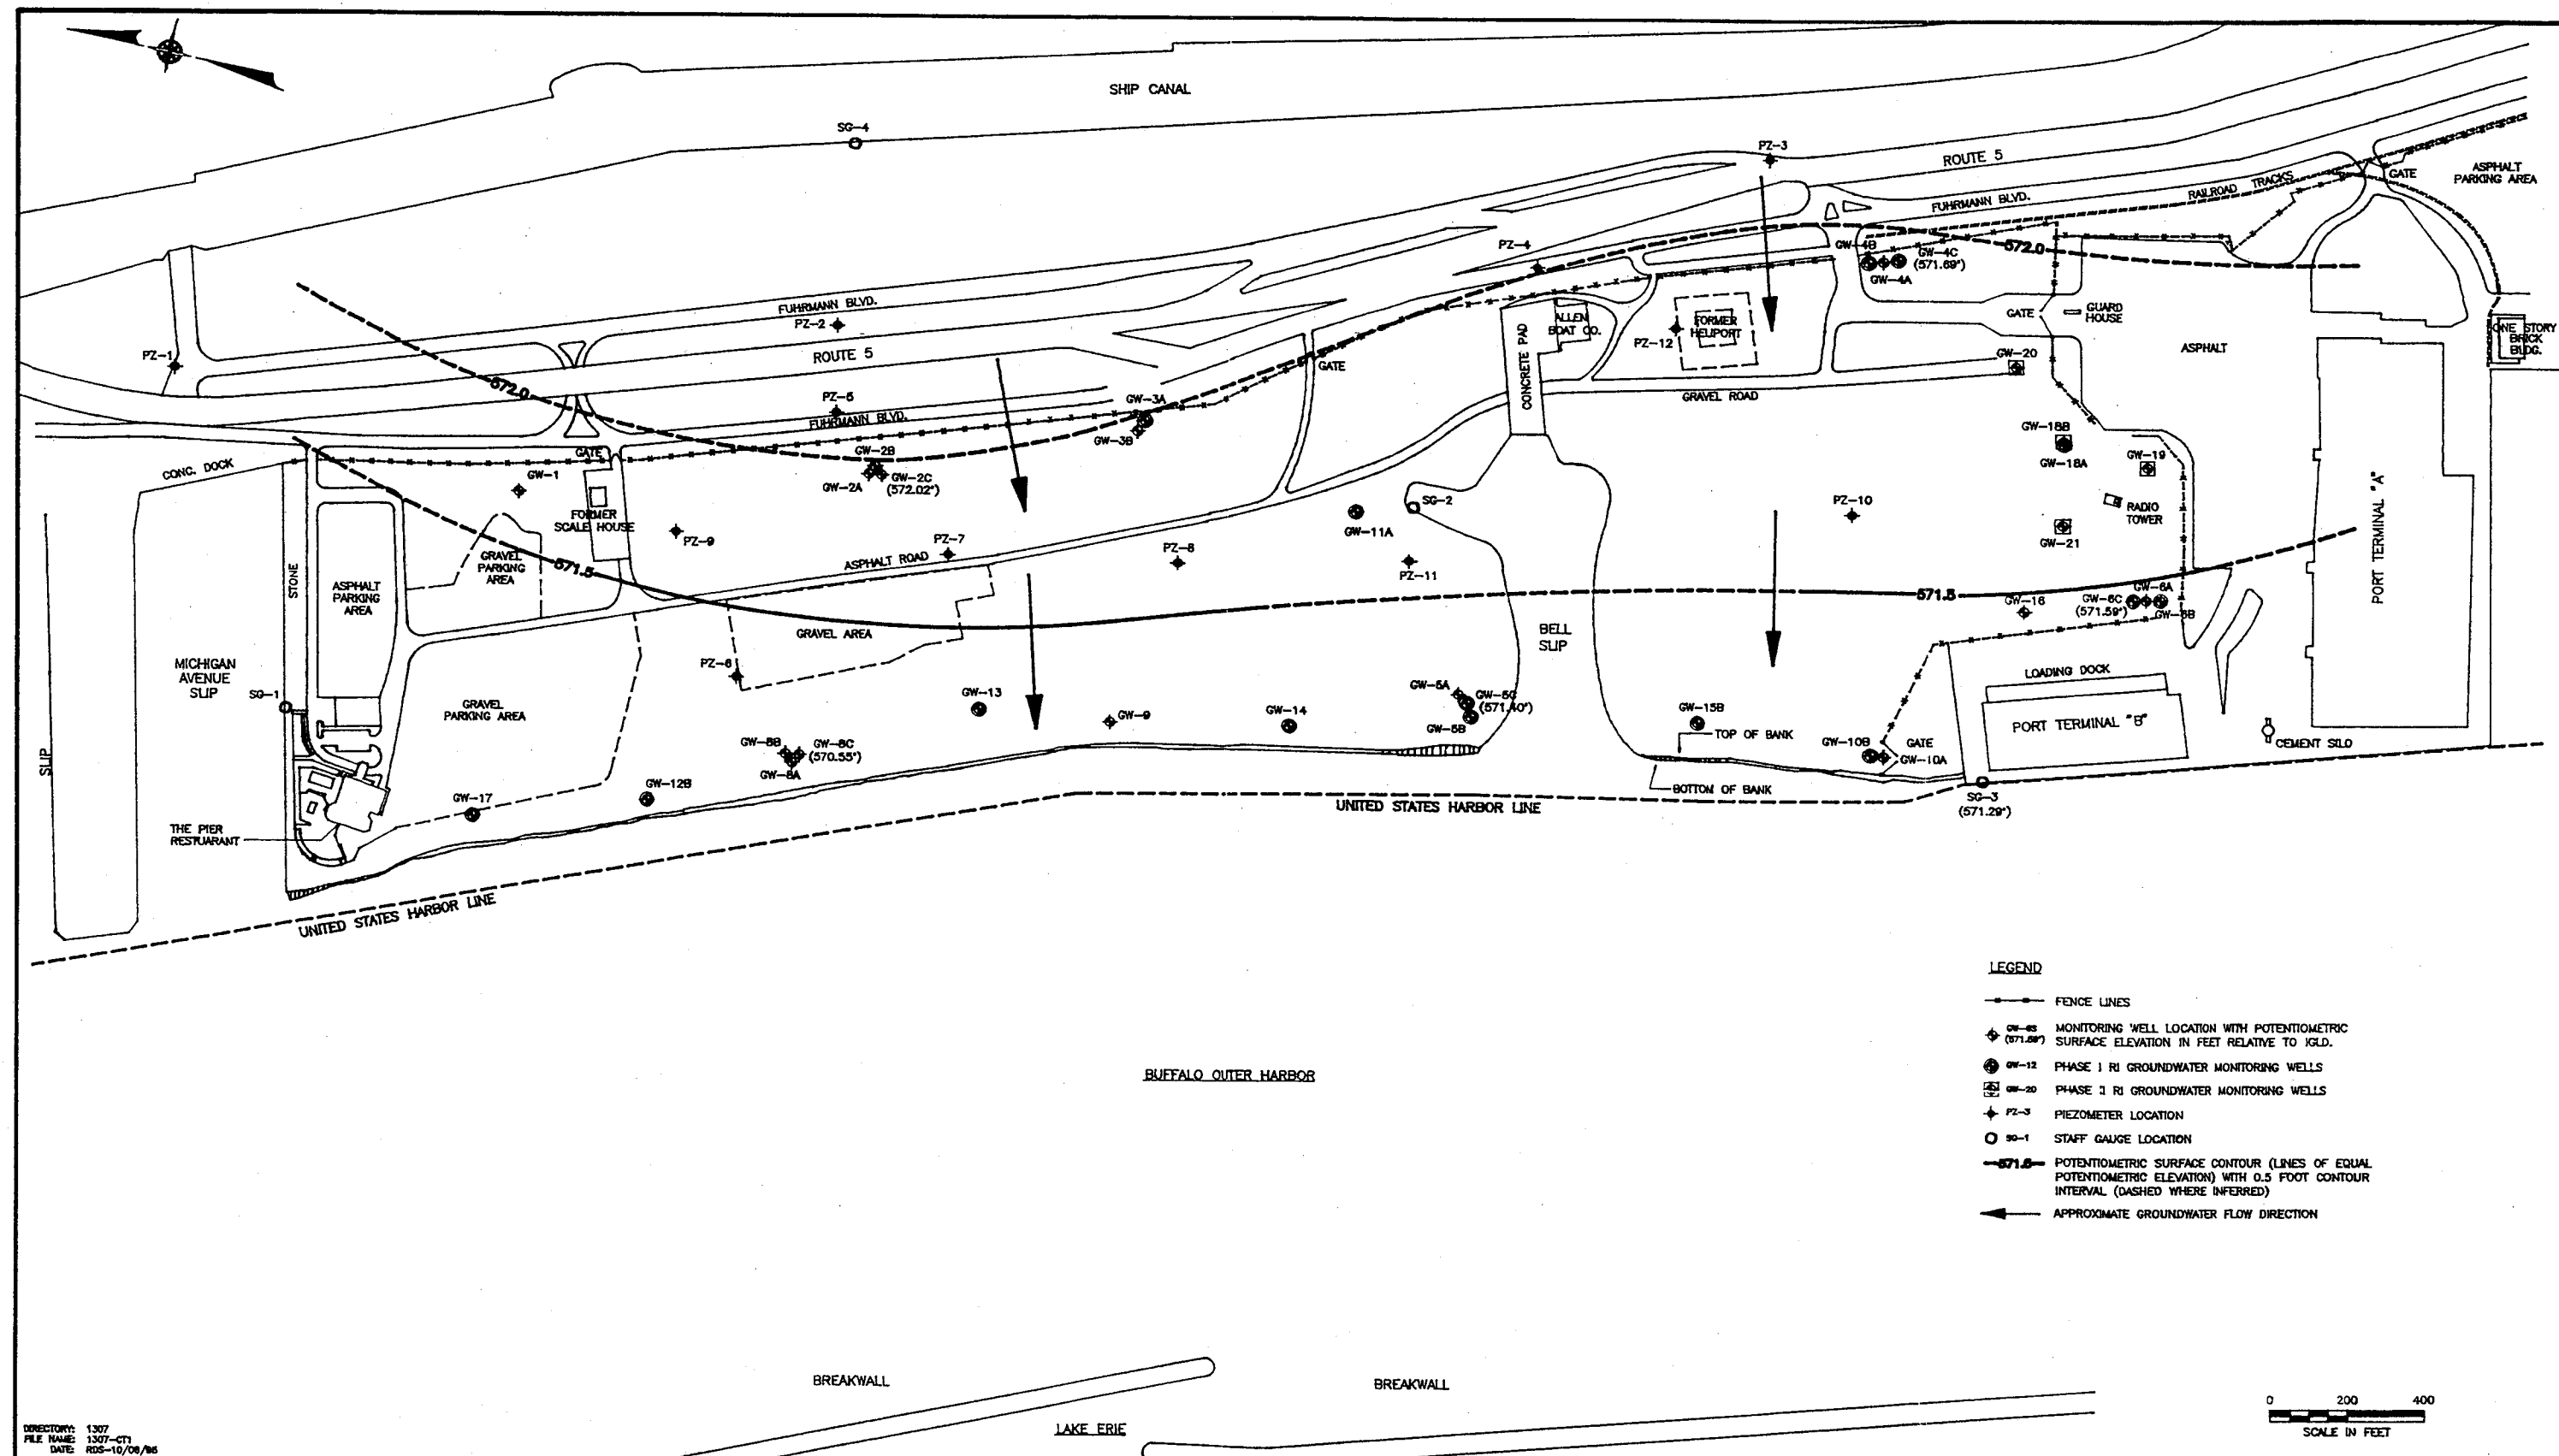 SHIP CANAL
SG-4
PZ-3
ROUTE 5
FUHRMANN BLVD.
RAILROAD TRACKS
GATE
ASPHALT
PARKING AREA
PZ-4
GW-4B
GW-4C
(571.69')
GW-4A
572.0
FUHRMANN BLVD.
PZ-2
ROUTE 5
PZ-1
572.0
PZ-5
FUHRMANN BLVD.
GW-3A
GW-3B
GATE
CONCRETE PAD
ALLEN
BOAT CO.
PZ-12
FORMER
HELIPORT
GATE
GUARD
HOUSE
ASPHALT
ONE STORY
BRICK
BLDG.
GW-20
GRAVEL ROAD
CONC. DOCK
GATE
GW-1
GW-2B
GW-2A
GW-2C
(572.02')
FORMER
SCALE HOUSE
PZ-9
GW-11A
SG-2
PZ-10
GW-18B
GW-18A
GW-19
RADIO
TOWER
GW-21
PORT TERMINAL "A"
STONE
GRAVEL
PARKING
AREA
571.5
ASPHALT
PARKING
AREA
ASPHALT ROAD
PZ-7
PZ-8
PZ-11
571.5
GW-16
GW-6C
(571.59')
GW-6A
GW-6B
GRAVEL AREA
BELL
SLIP
MICHIGAN
AVENUE
SLIP
SG-1
PZ-6
GRAVEL
PARKING AREA
GW-13
GW-9
GW-14
GW-5A
GW-5C
(571.40')
GW-5B
GW-15B
TOP OF BANK
BOTTOM OF BANK
LOADING DOCK
PORT TERMINAL "B"
CEMENT SILO
GW-10B
GATE
GW-10A
SLIP
GW-8B
GW-8C
(570.55')
GW-8A
GW-12B
GW-17
THE PIER
RESTUARANT
SG-3
(571.29')
UNITED STATES HARBOR LINE
UNITED STATES HARBOR LINE
BUFFALO OUTER HARBOR
LEGEND
FENCE LINES
MONITORING WELL LOCATION WITH POTENTIOMETRIC
SURFACE ELEVATION IN FEET RELATIVE TO IGLD.
GW-12 PHASE I RI GROUNDWATER MONITORING WELLS
GW-20 PHASE II RI GROUNDWATER MONITORING WELLS
PZ-3 PIEZOMETER LOCATION
SG-1 STAFF GAUGE LOCATION
571.5 POTENTIOMETRIC SURFACE CONTOUR (LINES OF EQUAL
POTENTIOMETRIC ELEVATION) WITH 0.5 FOOT CONTOUR
INTERVAL (DASHED WHERE INFERRED)
APPROXIMATE GROUNDWATER FLOW DIRECTION
BREAKWALL
BREAKWALL
LAKE ERIE
0 200 400
SCALE IN FEET
DIRECTORY: 1307
FILE NAME: 1307-CT1
DATE: RDS-10/06/95